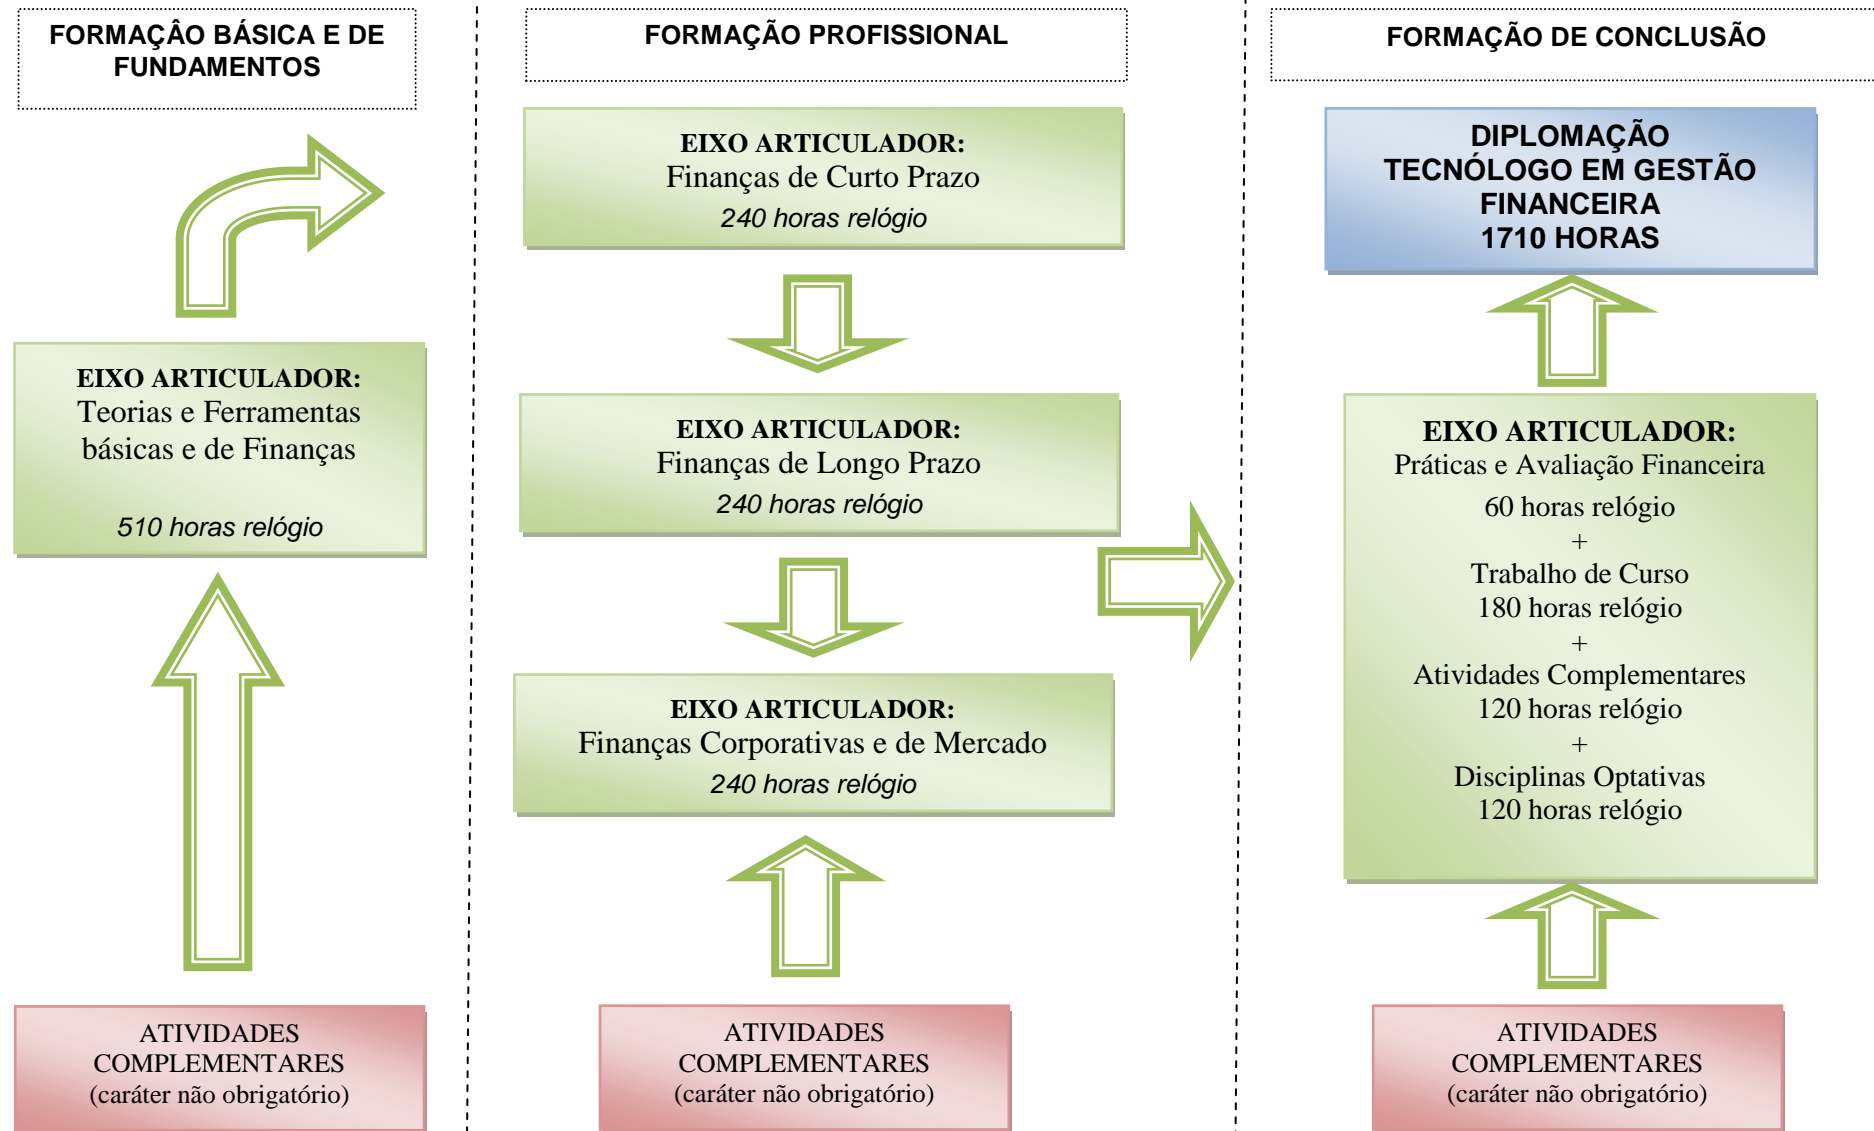 FORMAÇÂO BÁSICA E DE
FUNDAMENTOS
EIXO ARTICULADOR:
Teorias e Ferramentas
básicas e de Finanças
510 horas relógio
ATIVIDADES
COMPLEMENTARES
(caráter não obrigatório)
FORMAÇÃO PROFISSIONAL
EIXO ARTICULADOR:
Finanças de Curto Prazo
240 horas relógio
EIXO ARTICULADOR:
Finanças de Longo Prazo
240 horas relógio
EIXO ARTICULADOR:
Finanças Corporativas e de Mercado
240 horas relógio
ATIVIDADES
COMPLEMENTARES
(caráter não obrigatório)
FORMAÇÃO DE CONCLUSÃO
DIPLOMAÇÃO
TECNÓLOGO EM GESTÃO
FINANCEIRA
1710 HORAS
EIXO ARTICULADOR:
Práticas e Avaliação Financeira
60 horas relógio
+
Trabalho de Curso
180 horas relógio
+
Atividades Complementares
120 horas relógio
+
Disciplinas Optativas
120 horas relógio
ATIVIDADES
COMPLEMENTARES
(caráter não obrigatório)